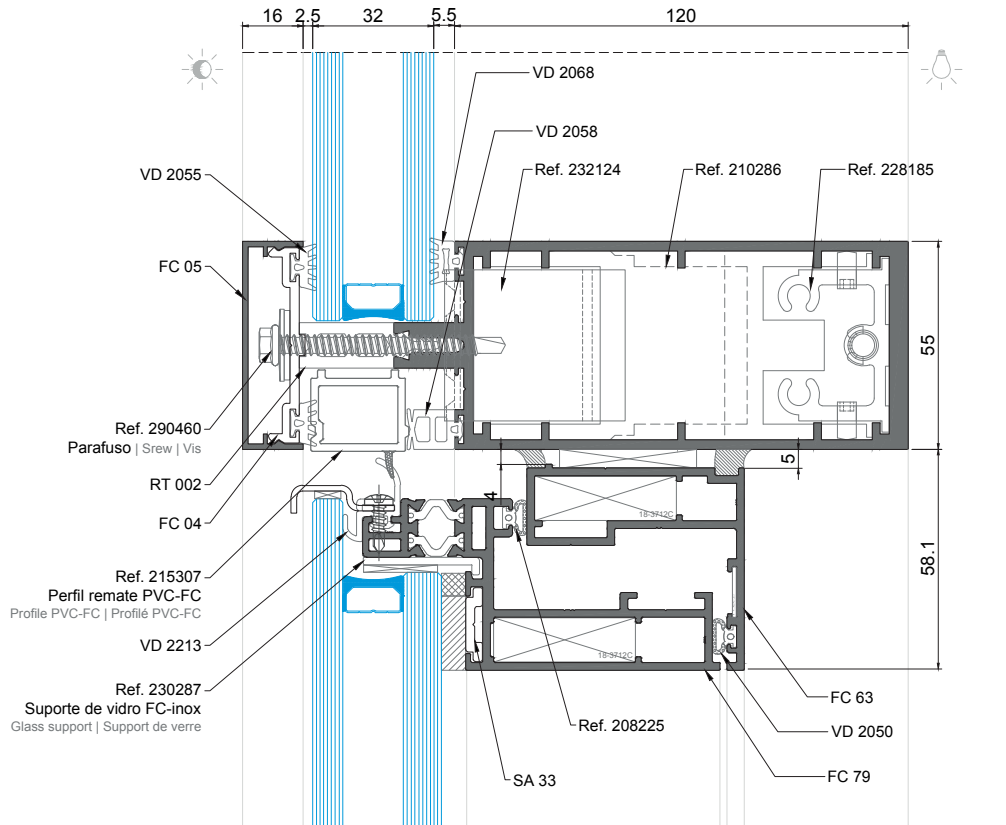 16 2.5 32 5.5 120
VD 2068
VD 2058
VD 2055
Ref. 232124
Ref. 210286
Ref. 228185
FC 05
55
Ref. 290460
Parafuso | Srew | Vis
5
RT 002
4
18-3712C
FC 04
58.1
Ref. 215307
Perfil remate PVC-FC
Profile PVC-FC | Profilé PVC-FC
VD 2213
18-3712C
Ref. 230287
Suporte de vidro FC-inox
Glass support | Support de verre
FC 63
Ref. 208225
VD 2050
SA 33
FC 79